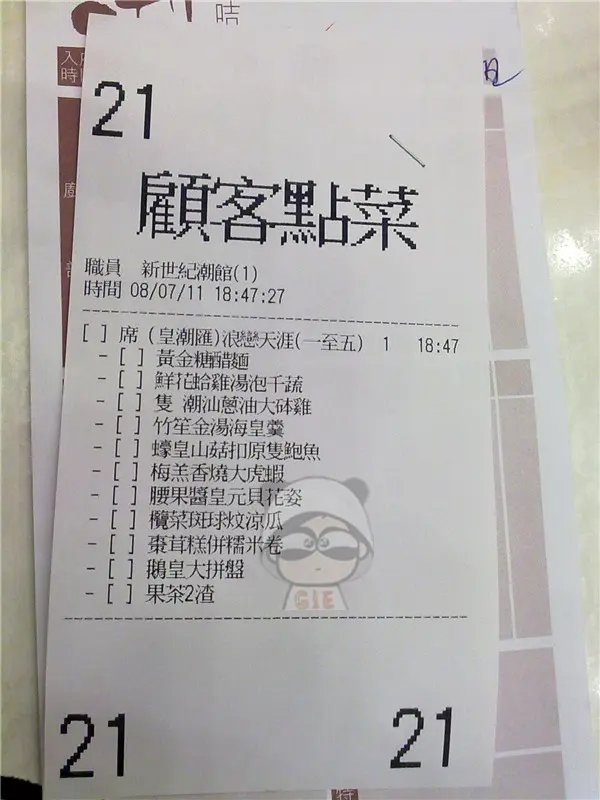 咭
21
顧客點菜
職員 新世紀潮館(1)
時間 08/07/11 18:47:27
[ ] 席 (皇潮匯)浪戀天涯(一至五) 1 18:47
- [ ] 黃金糖醋麵
- [ ] 鮮花蛤雞湯泡千蔬
- [ ] 隻 潮汕蔥油大砵雞
- [ ] 竹笙金湯海皇羹
- [ ] 蠔皇山菇扣原隻鮑魚
- [ ] 梅羔香燒大虎蝦
- [ ] 腰果醬皇元貝花姿
- [ ] 欖菜斑球炆涼瓜
- [ ] 棗茸糕併糯米卷
- [ ] 鵝皇大拼盤
- [ ] 果茶2渣
GIE
21
21